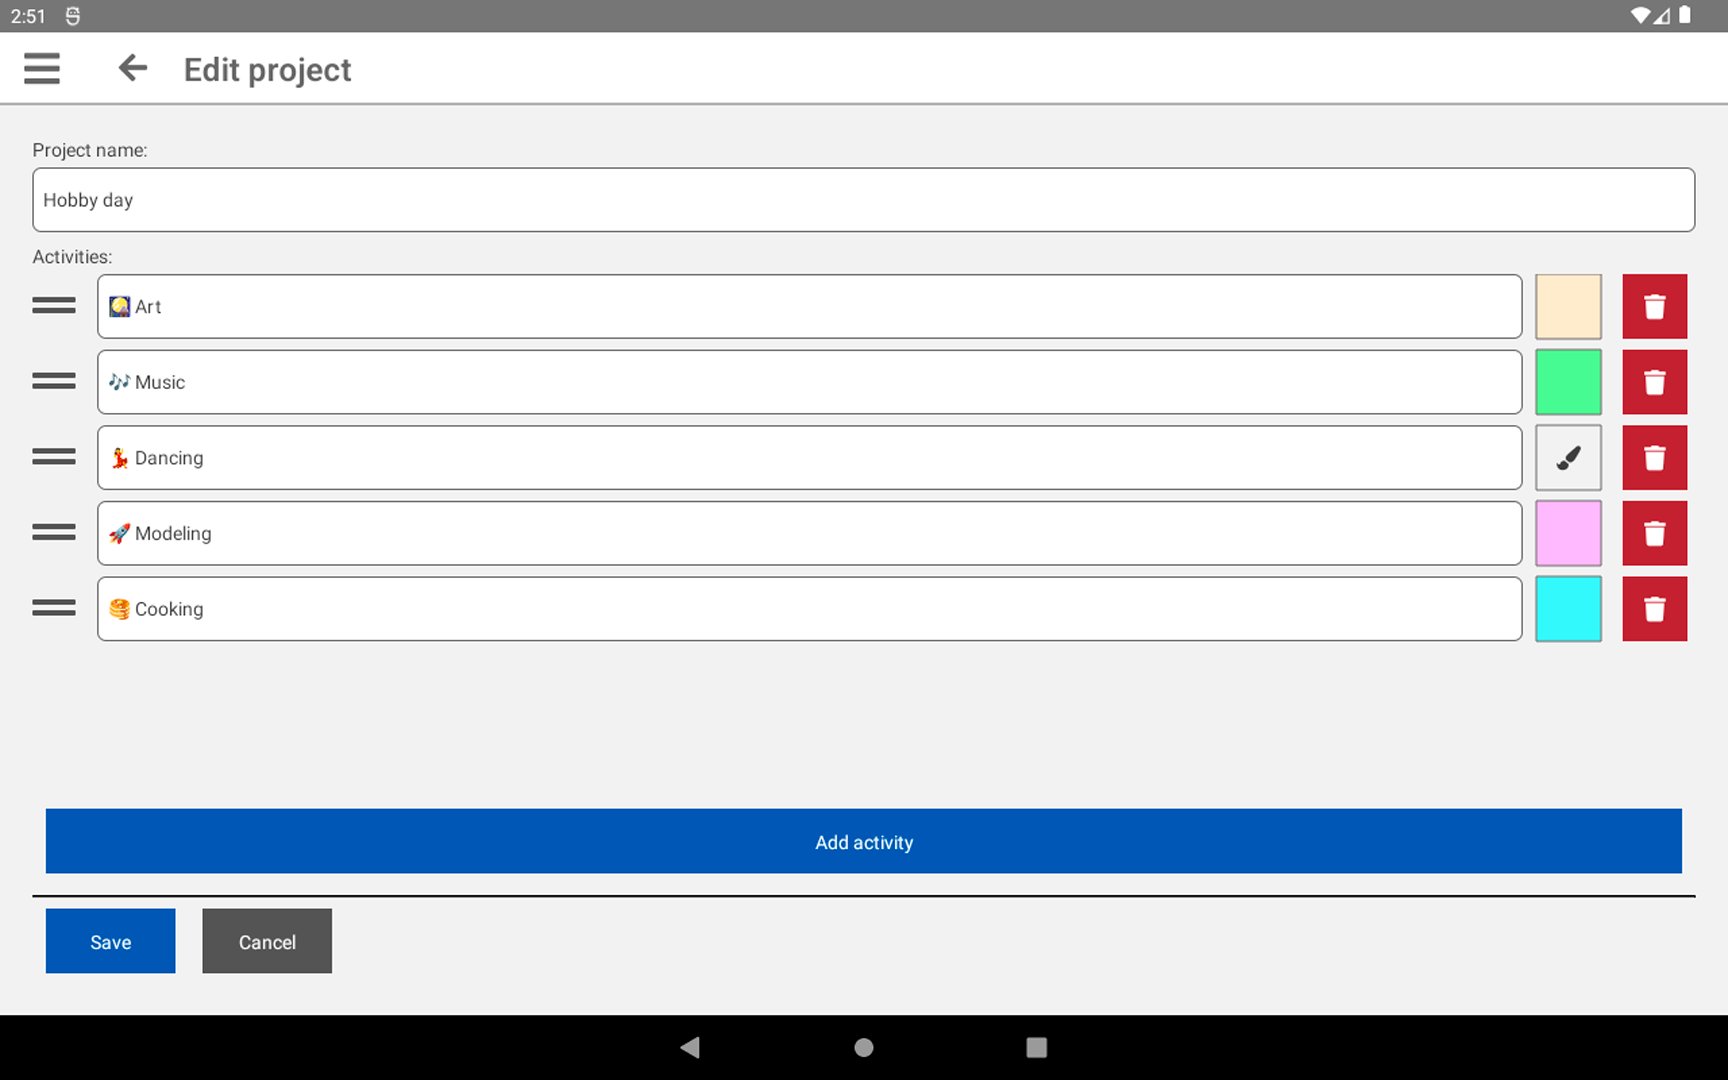 2:51
Edit project
Project name:
Hobby day
Activities:
🎑 Art
🎶 Music
💃 Dancing
🚀 Modeling
🥞 Cooking
Add activity
Save
Cancel